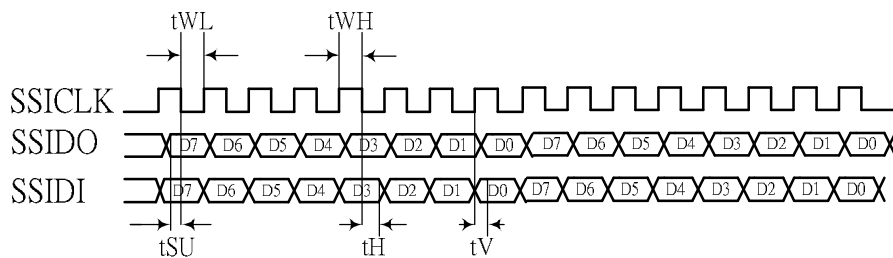 tWL tWH
SSICLK
SSIDO D7 D6 D5 D4 D3 D2 D1 D0 D7 D6 D5 D4 D3 D2 D1 D0
SSIDI D7 D6 D5 D4 D3 D2 D1 D0 D7 D6 D5 D4 D3 D2 D1 D0
tSU tH tV